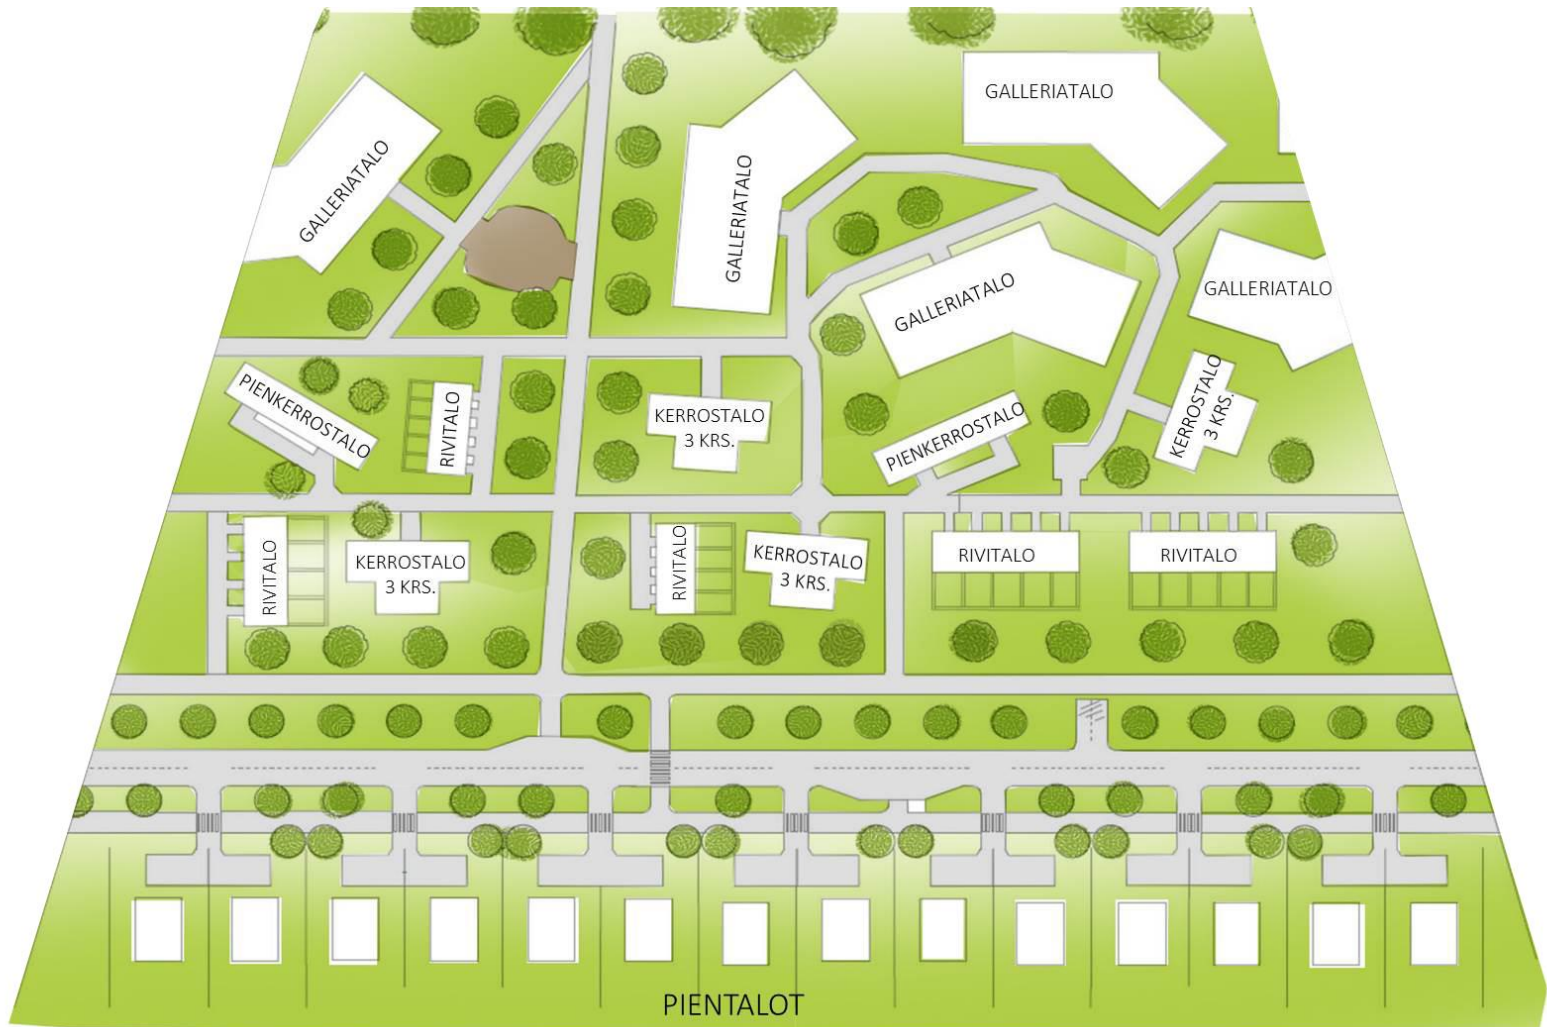 GALLERIATALO
GALLERIATALO
GALLERIATALO
GALLERIATALO
GALLERIATALO
PIENKERROSTALO
RIVITALO
KERROSTALO
3 KRS.
PIENKERROSTALO
KERROSTALO
3 KRS.
RIVITALO
KERROSTALO
3 KRS.
RIVITALO
KERROSTALO
3 KRS.
RIVITALO
RIVITALO
PIENTALOT